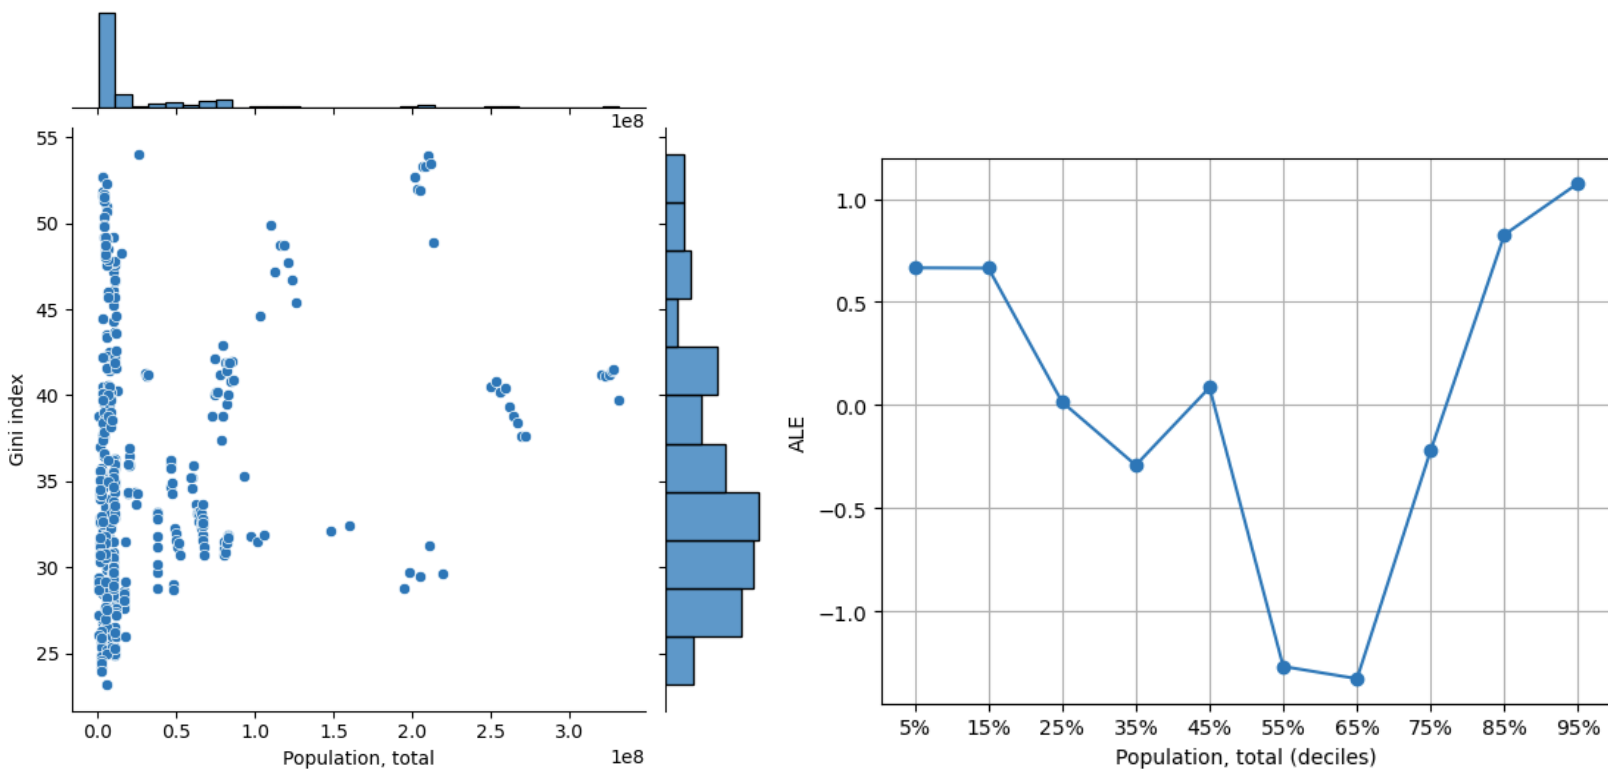 1e8
55
50
45
40
35
30
25
Gini index
0.0 0.5 1.0 1.5 2.0 2.5 3.0
1e8
Population, total
1.0
0.5
0.0
−0.5
−1.0
ALE
5% 15% 25% 35% 45% 55% 65% 75% 85% 95%
Population, total (deciles)